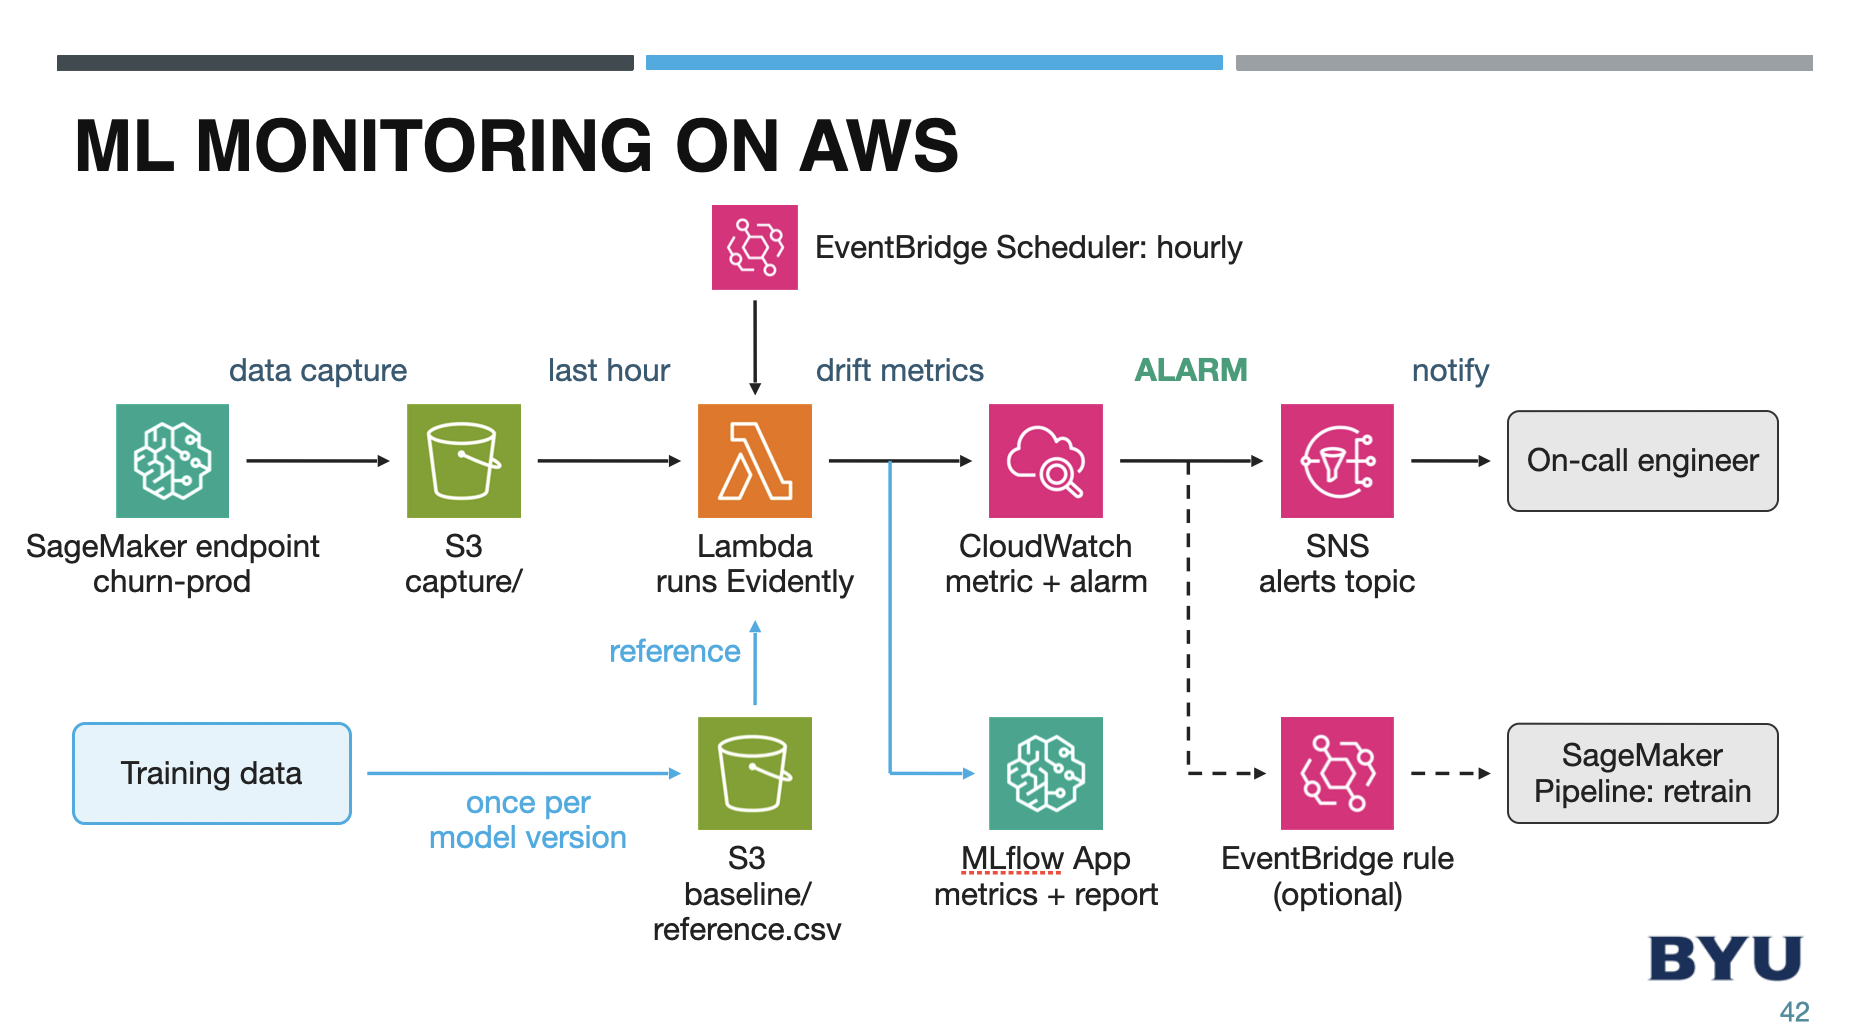 ML MONITORING ON AWS
EventBridge Scheduler: hourly
data capture
last hour
drift metrics
ALARM
notify
SageMaker endpoint
churn-prod
S3
capture/
Lambda
runs Evidently
CloudWatch
metric + alarm
SNS
alerts topic
On-call engineer
reference
Training data
once per
model version
S3
baseline/
reference.csv
MLflow App
metrics + report
EventBridge rule
(optional)
SageMaker
Pipeline: retrain
BYU
42